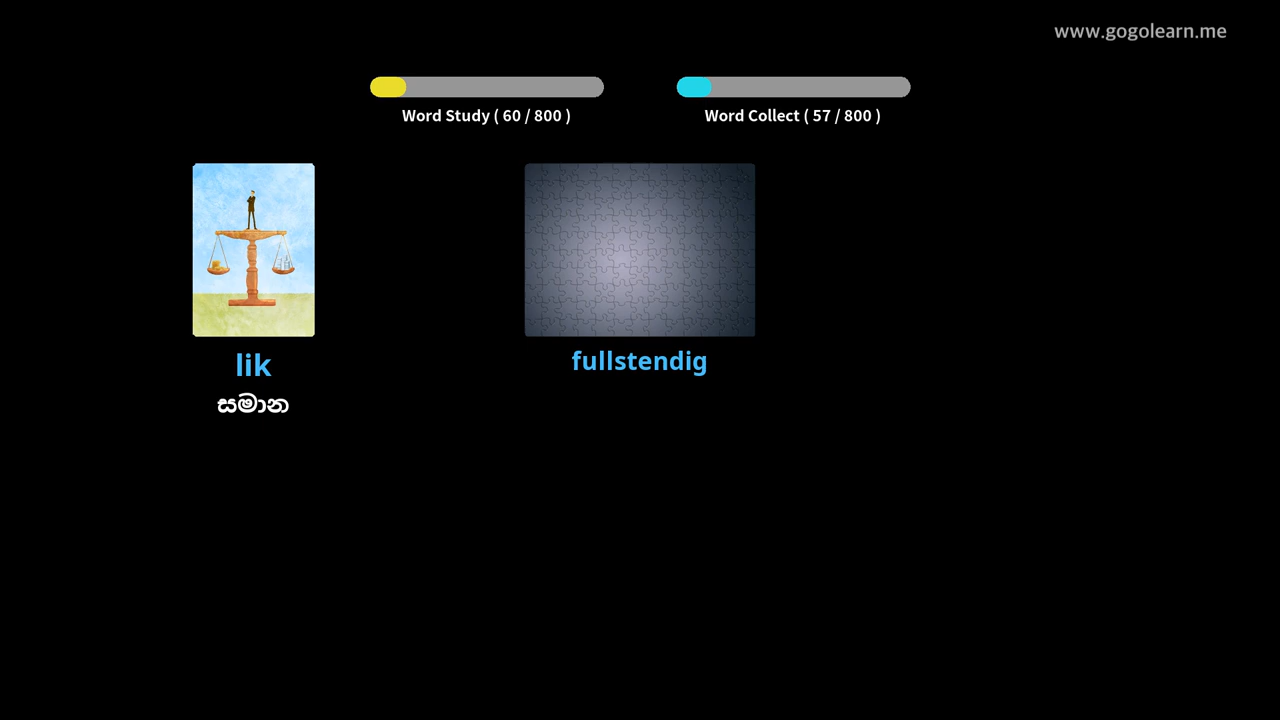 www.gogolearn.me
Word Study ( 60 / 800 )
Word Collect ( 57 / 800 )
lik
සමාන
fullstendig